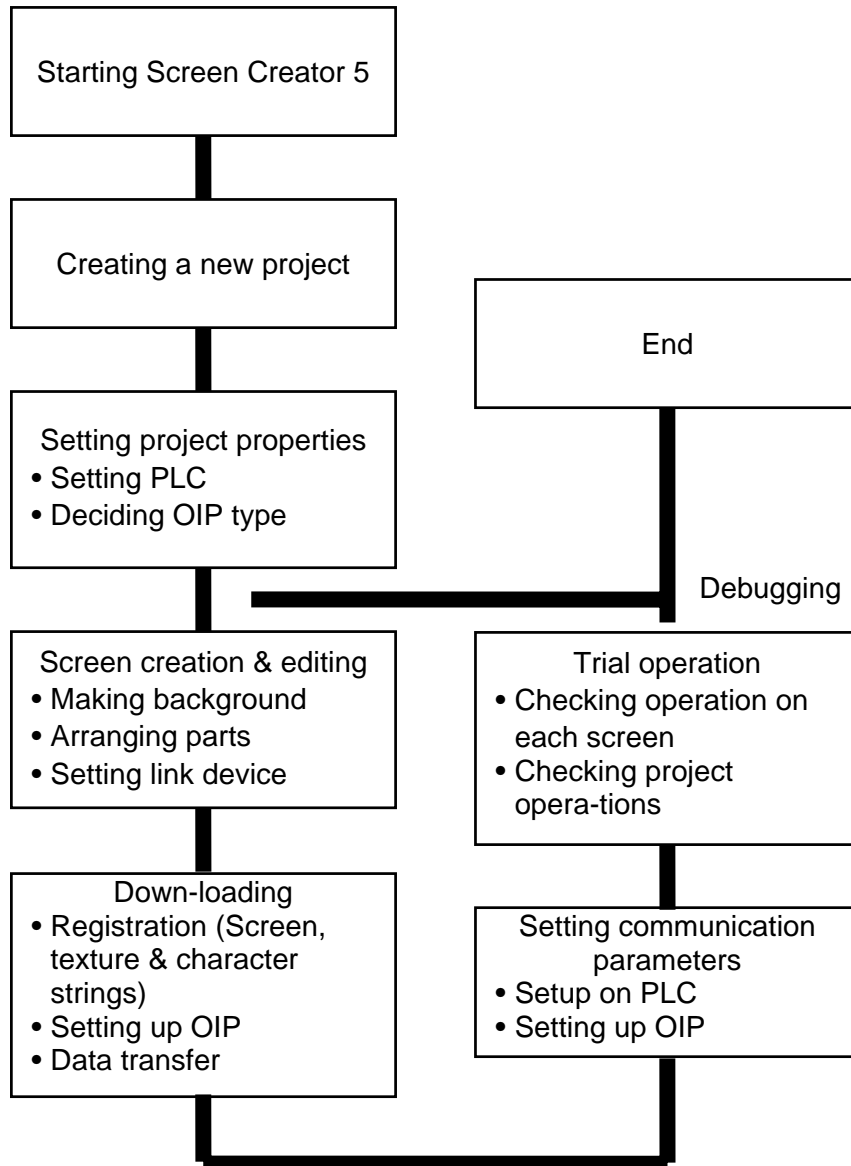 Starting Screen Creator 5
Creating a new project
Setting project properties
• Setting PLC
• Deciding OIP type
Screen creation & editing
• Making background
• Arranging parts
• Setting link device
Down-loading
• Registration (Screen,
texture & character
strings)
• Setting up OIP
• Data transfer
End
Debugging
Trial operation
• Checking operation on
each screen
• Checking project
opera-tions
Setting communication
parameters
• Setup on PLC
• Setting up OIP